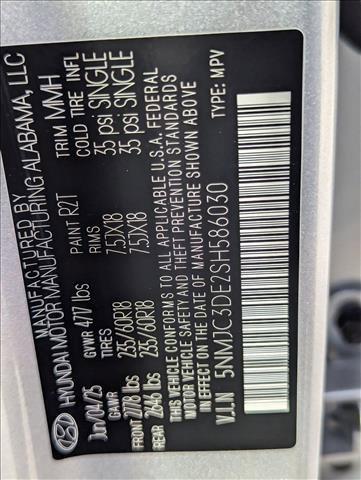 MANUFACTURED BY
HYUNDAI MOTOR MANUFACTURING ALABAMA, LLC
Jun/04/25 GVWR 4717 lbs PAINT R2T TRIM MMH
GAWR TIRES RIMS COLD TIRE INFL
FRONT 2778 lbs 235/60R18 7.5JX18 35 psi SINGLE
REAR 2646 lbs 235/60R18 7.5JX18 35 psi SINGLE
THIS VEHICLE CONFORMS TO ALL APPLICABLE U.S.A. FEDERAL
MOTOR VEHICLE SAFETY AND THEFT PREVENTION STANDARDS
IN EFFECT ON THE DATE OF MANUFACTURE SHOWN ABOVE
V.I.N 5NMJC3DE2SH586030 TYPE: MPV